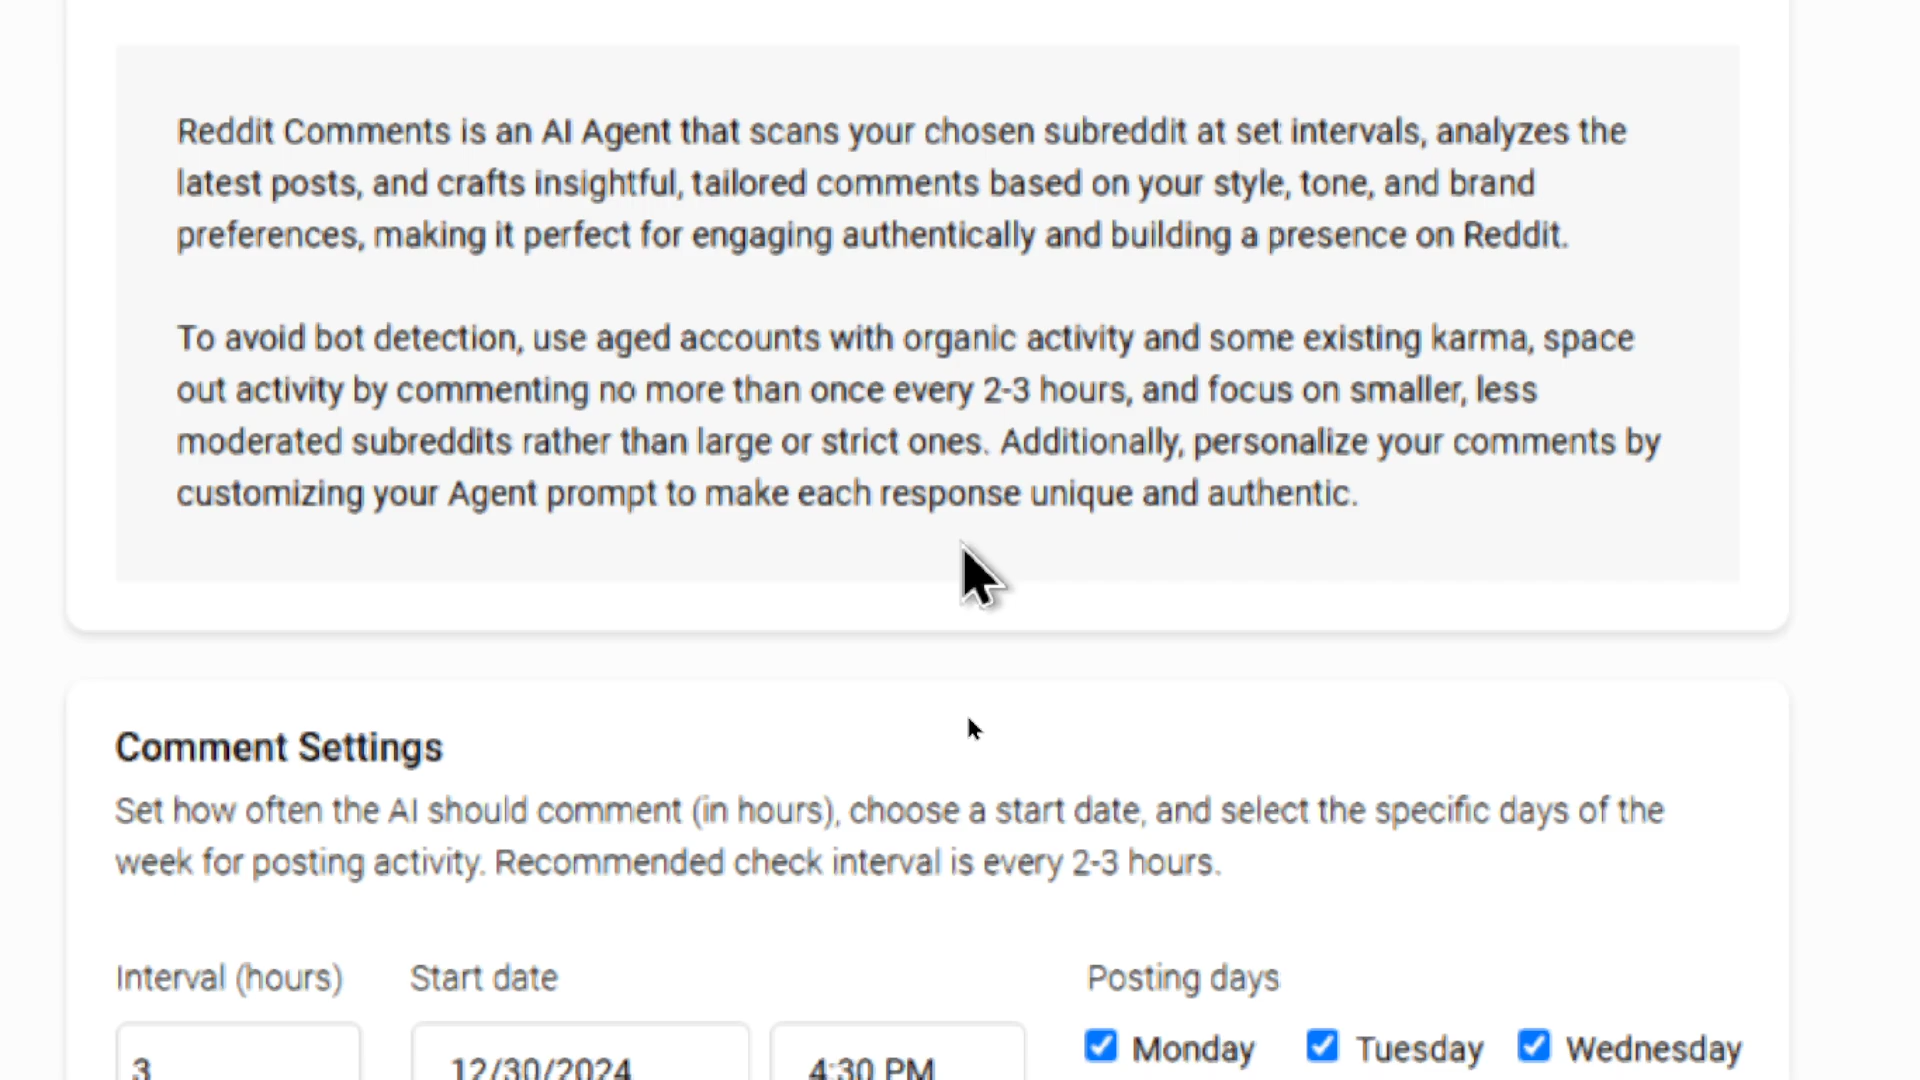 Reddit Comments is an AI Agent that scans your chosen subreddit at set intervals, analyzes the
latest posts, and crafts insightful, tailored comments based on your style, tone, and brand
preferences, making it perfect for engaging authentically and building a presence on Reddit.
To avoid bot detection, use aged accounts with organic activity and some existing karma, space
out activity by commenting no more than once every 2-3 hours, and focus on smaller, less
moderated subreddits rather than large or strict ones. Additionally, personalize your comments by
customizing your Agent prompt to make each response unique and authentic.
Comment Settings
Set how often the AI should comment (in hours), choose a start date, and select the specific days of the
week for posting activity. Recommended check interval is every 2-3 hours.
Interval (hours) Start date Posting days
3 12/30/2024 4:30 PM Monday Tuesday Wednesday